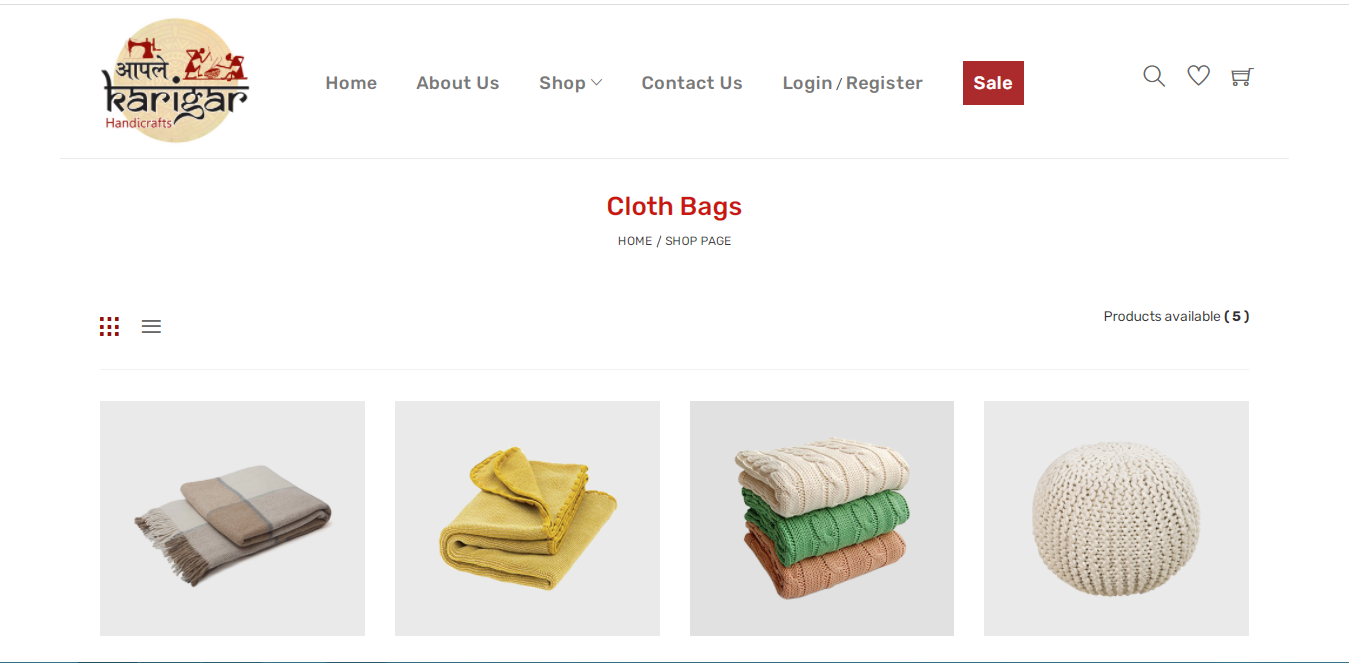 आपले
karigar
Handicrafts
Home About Us Shop Contact Us Login / Register Sale
Cloth Bags
HOME / SHOP PAGE
Products available ( 5 )